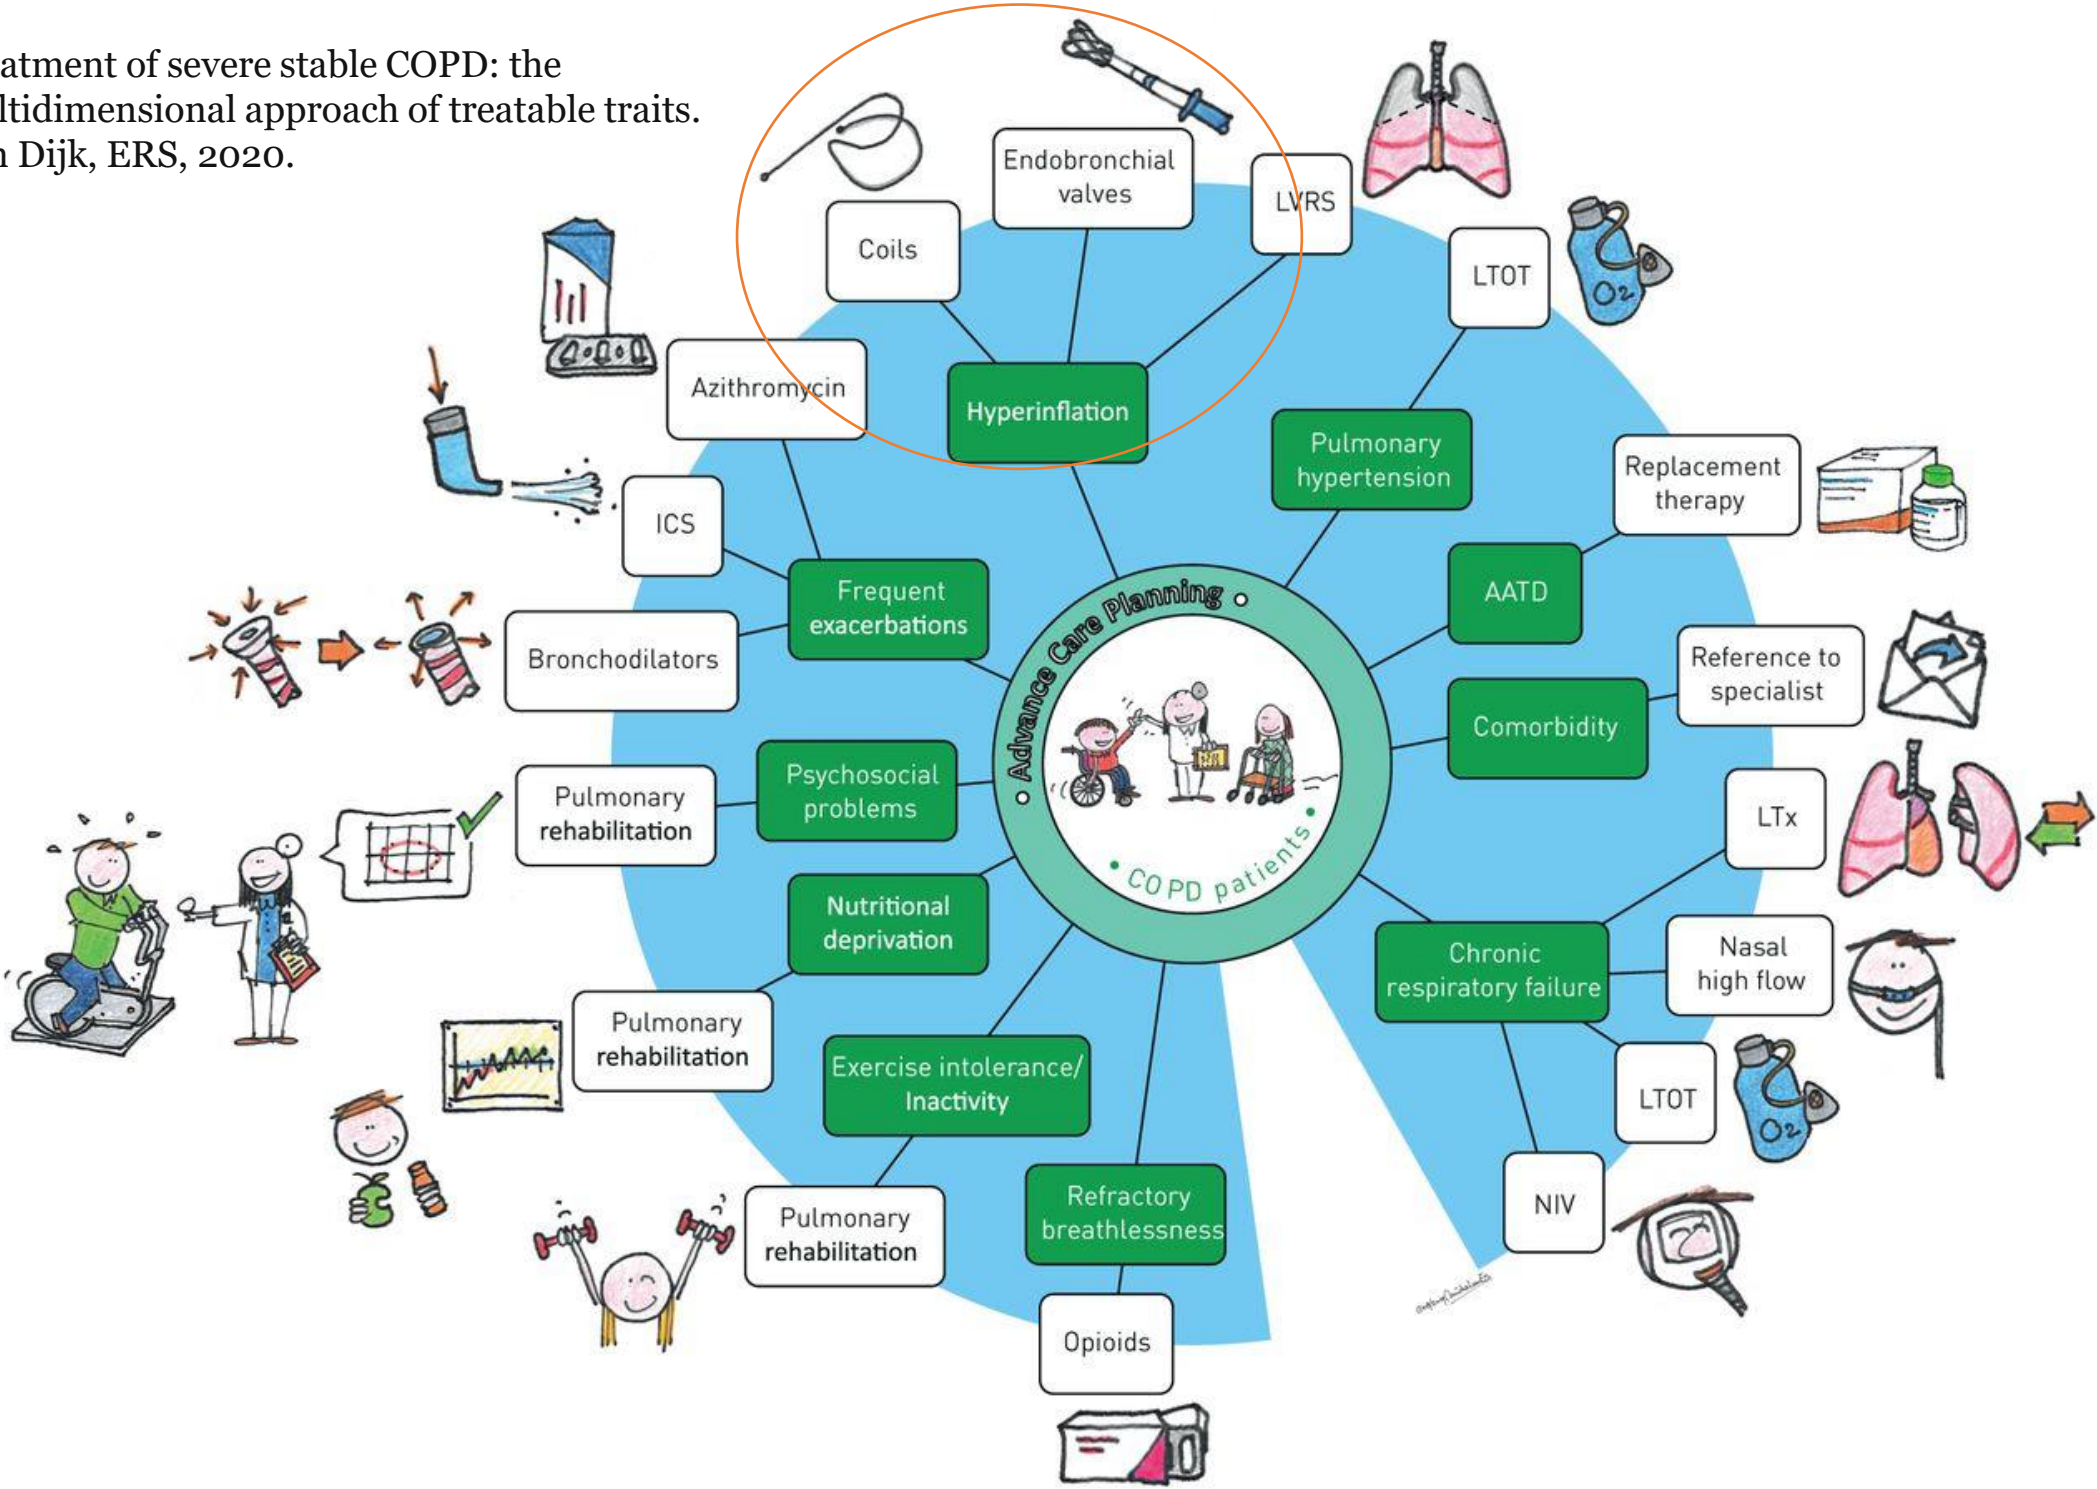 atment of severe stable COPD: the
ltidimensional approach of treatable traits.
Dijk, ERS, 2020.
Endobronchial
valves
LVRS
Coils
LTOT
O2
Azithromycin
Hyperinflation
Pulmonary
hypertension
Replacement
therapy
ICS
Frequent
exacerbations
AATD
Bronchodilators
Reference to
specialist
Comorbidity
• Advance Care Planning •
• COPD patients •
Psychosocial
problems
Pulmonary
rehabilitation
LTx
Nutritional
deprivation
Chronic
respiratory failure
Nasal
high flow
Pulmonary
rehabilitation
Exercise intolerance/
Inactivity
LTOT
O2
Pulmonary
rehabilitation
Refractory
breathlessness
NIV
Opioids